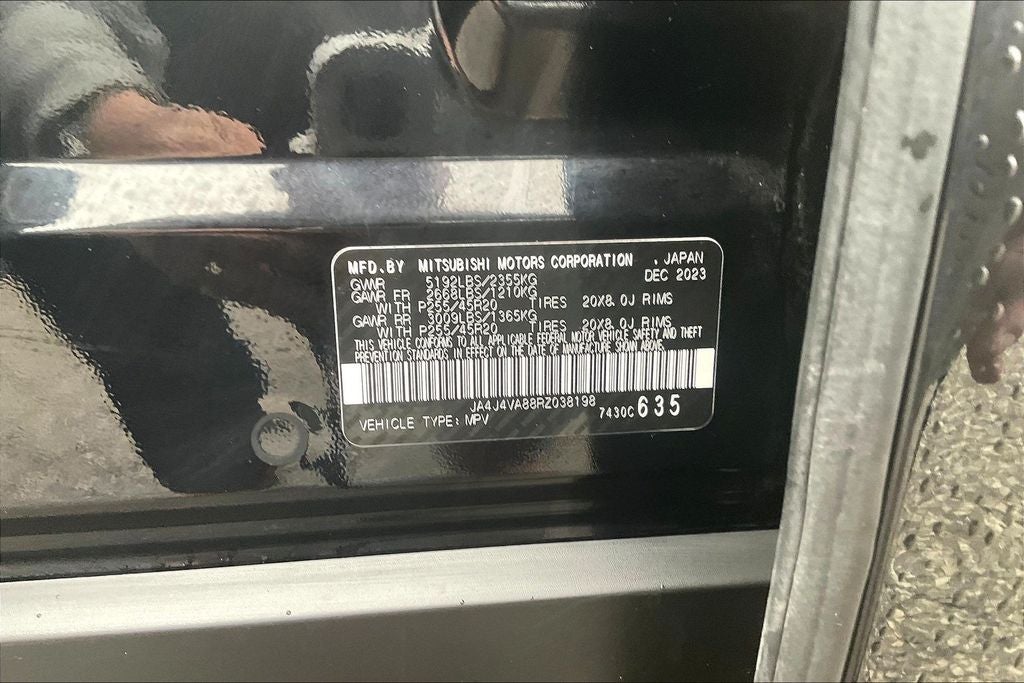 MFD.BY MITSUBISHI MOTORS CORPORATION , JAPAN
DEC 2023
GVWR 5192LBS/2355KG
GAWR FR 2668LBS/1210KG
WITH P255/45R20 TIRES 20X8.0J RIMS
GAWR RR 3009LBS/1365KG
WITH P255/45R20 TIRES 20X8.0J RIMS
THIS VEHICLE CONFORMS TO ALL APPLICABLE FEDERAL MOTOR VEHICLE SAFETY AND THEFT
PREVENTION STANDARDS IN EFFECT ON THE DATE OF MANUFACTURE SHOWN ABOVE.
JA4J4VA88RZ038198
VEHICLE TYPE: MPV 7430C 635